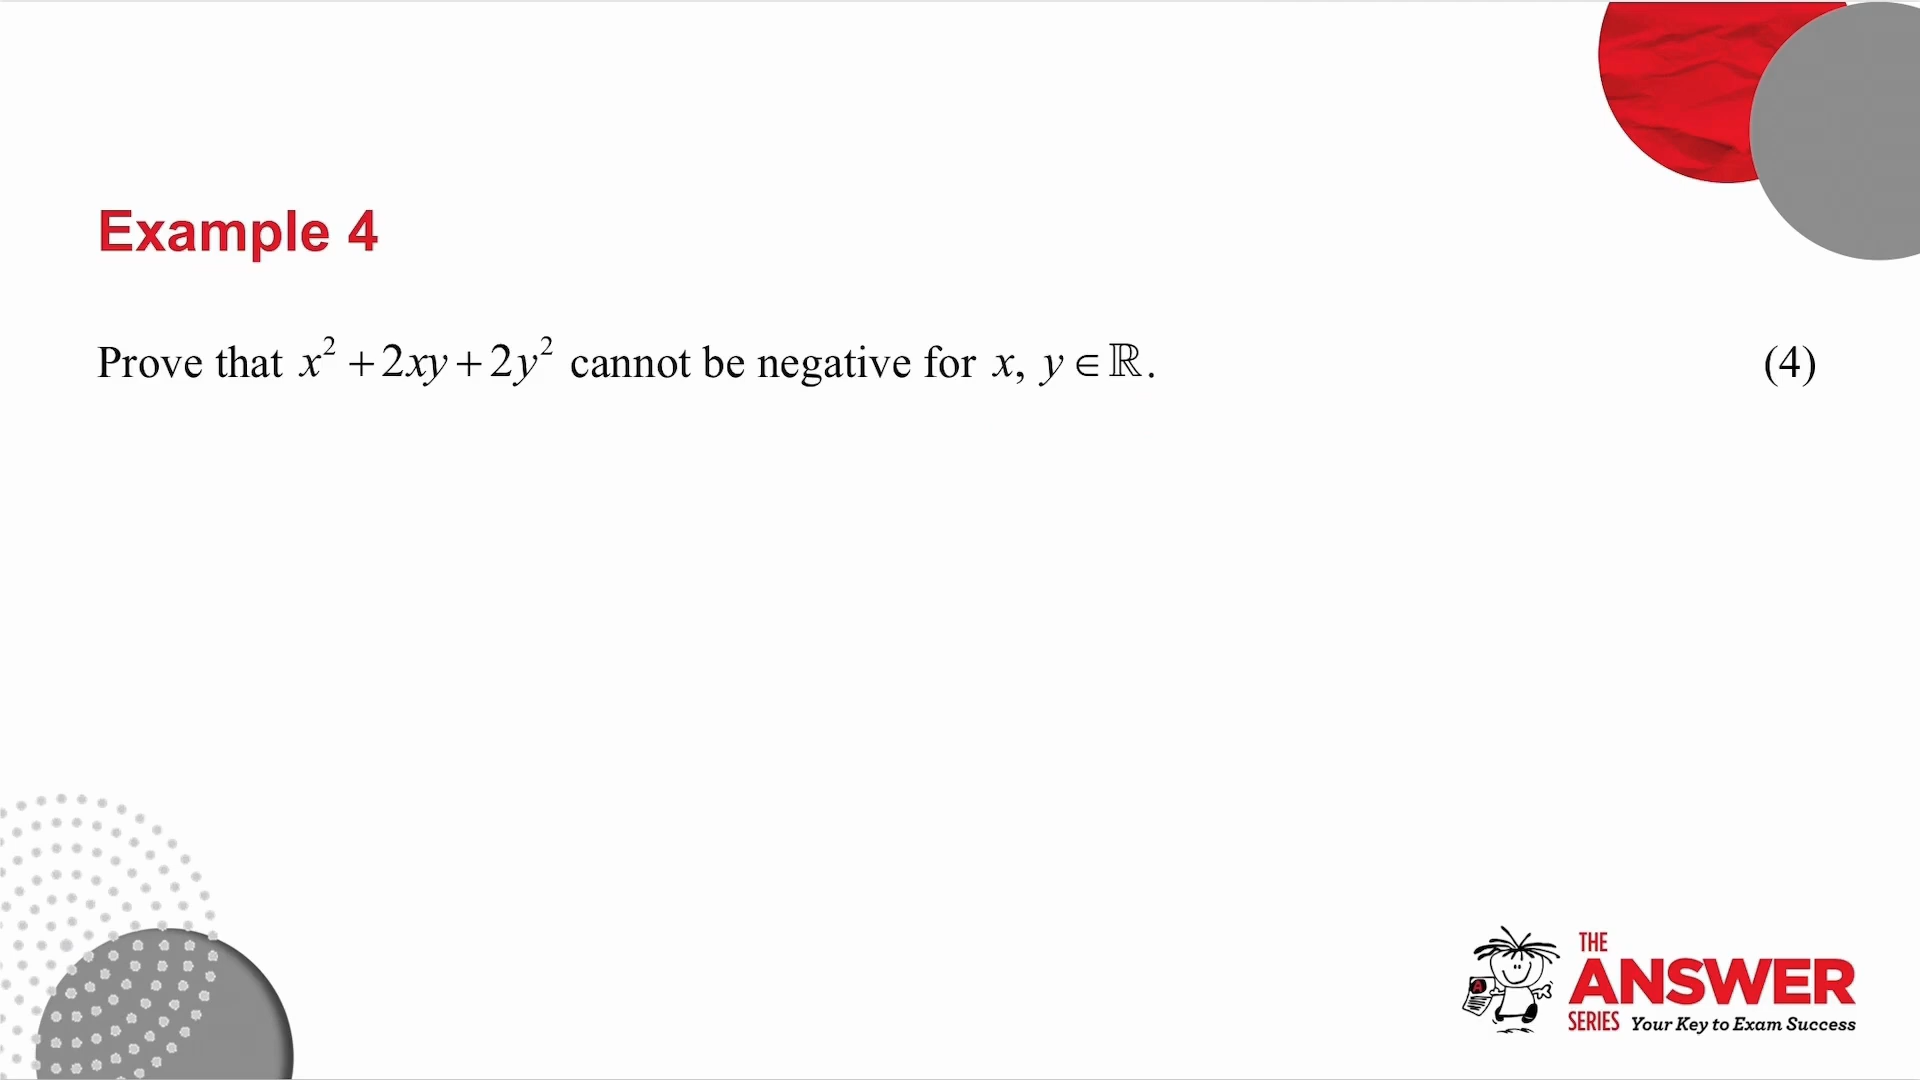 Example 4
Prove that x² + 2xy + 2y² cannot be negative for x, y ∈ ℝ. (4)
THE
ANSWER
SERIES Your Key to Exam Success
A